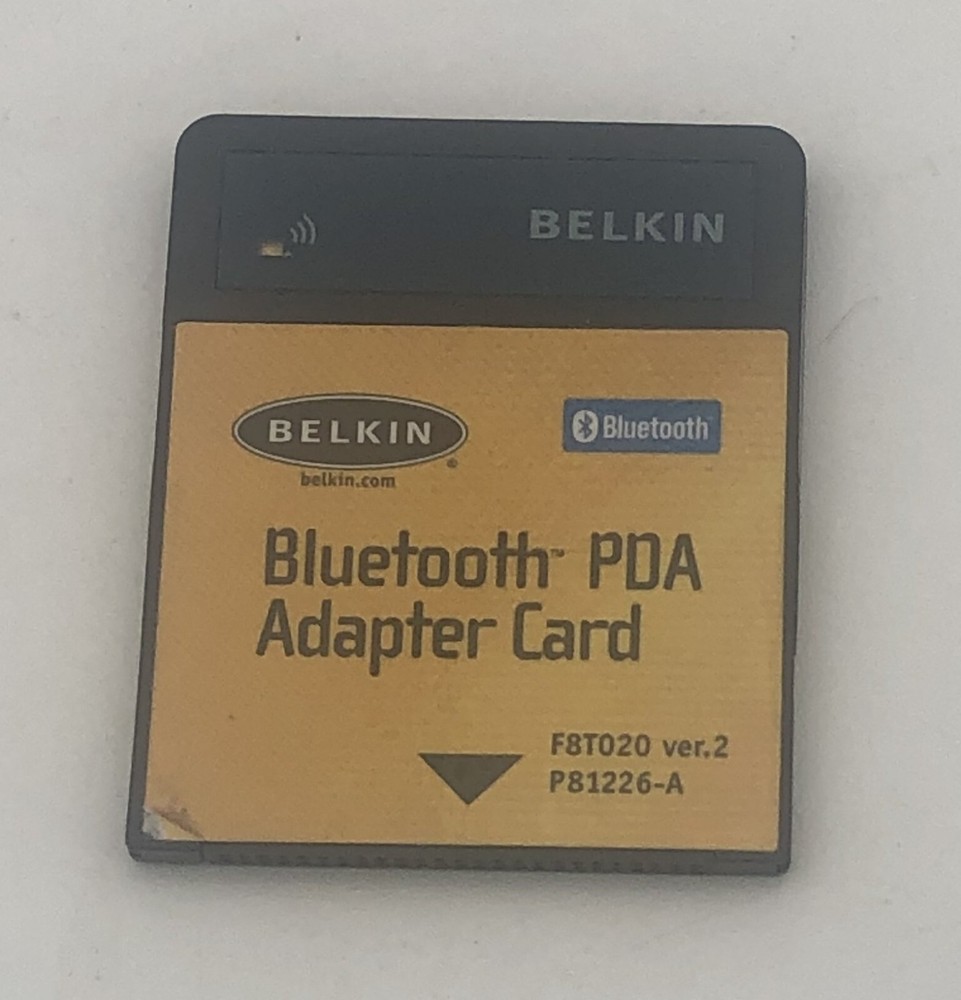 BELKIN
BELKIN
belkin.com
Bluetooth
Bluetooth™ PDA
Adapter Card
F8T020 ver.2
P81226-A